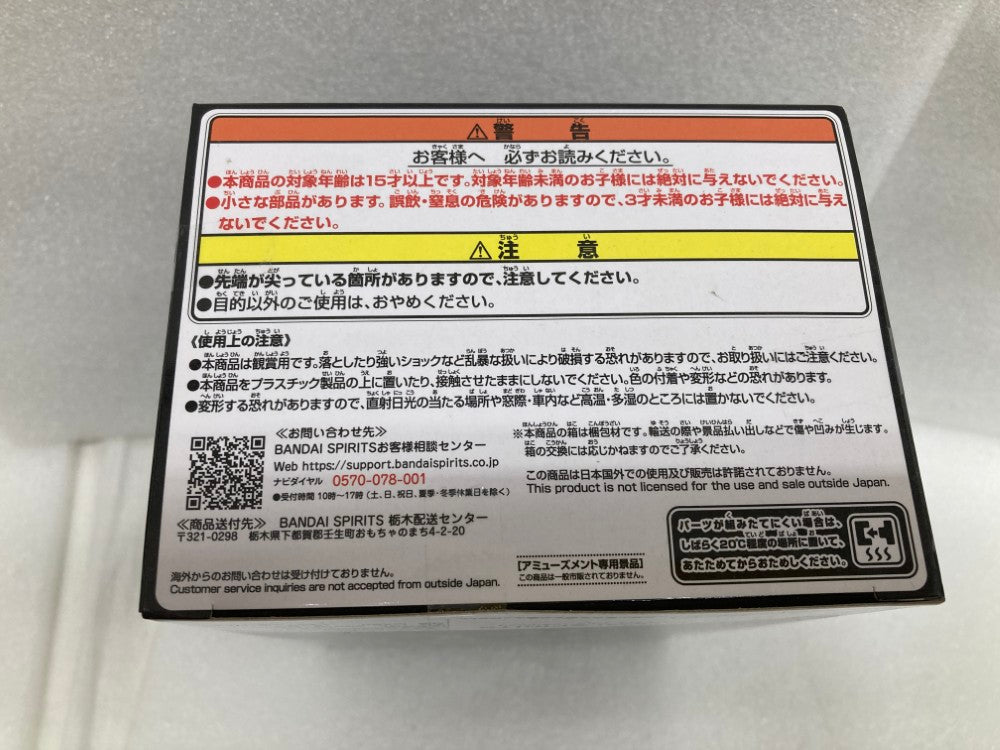 ⚠警告
お客様へ 必ずお読みください。
●本商品の対象年齢は15才以上です。対象年齢未満のお子様には絶対に与えないでください。
●小さな部品があります。誤飲・窒息の危険がありますので、3才未満のお子様には絶対に与え
ないでください。
⚠注意
●先端が尖っている箇所がありますので、注意してください。
●目的以外のご使用は、おやめください。
《使用上の注意》
●本商品は観賞用です。落としたり強いショックなど乱暴な扱いにより破損する恐れがありますので、お取り扱いにはご注意ください。
●本商品をプラスチック製品の上に置いたり、接触させたままにしないでください。色の付着や変形などの恐れがあります。
●変形する恐れがありますので、直射日光の当たる場所や窓際・車内など高温・多湿のところには置かないでください。
≪お問い合わせ先≫
BANDAI SPIRITSお客様相談センター
Web https://support.bandaispirits.co.jp
ナビダイヤル 0570-078-001
●受付時間 10時〜17時（土、日、祝日、夏季・冬季休業日を除く）
≪商品送付先≫ BANDAI SPIRITS 栃木配送センター
〒321-0298 栃木県下都賀郡壬生町おもちゃのまち4-2-20
海外からのお問い合わせは受け付けておりません。
Customer service inquiries are not accepted from outside Japan.
※本商品の箱は梱包材です。輸送の際や景品払い出しなどで傷や凹みが生じます。
箱の交換には応じかねますのでご了承ください。
この商品は日本国外での使用及び販売は許諾されておりません。
This product is not licensed for the use and sale outside Japan.
[アミューズメント専用景品]
この商品は一般市販されておりません。
パーツが組みたてにくい場合は、
しばらく20℃程度の場所に置いて、
あたためてからおためしください。